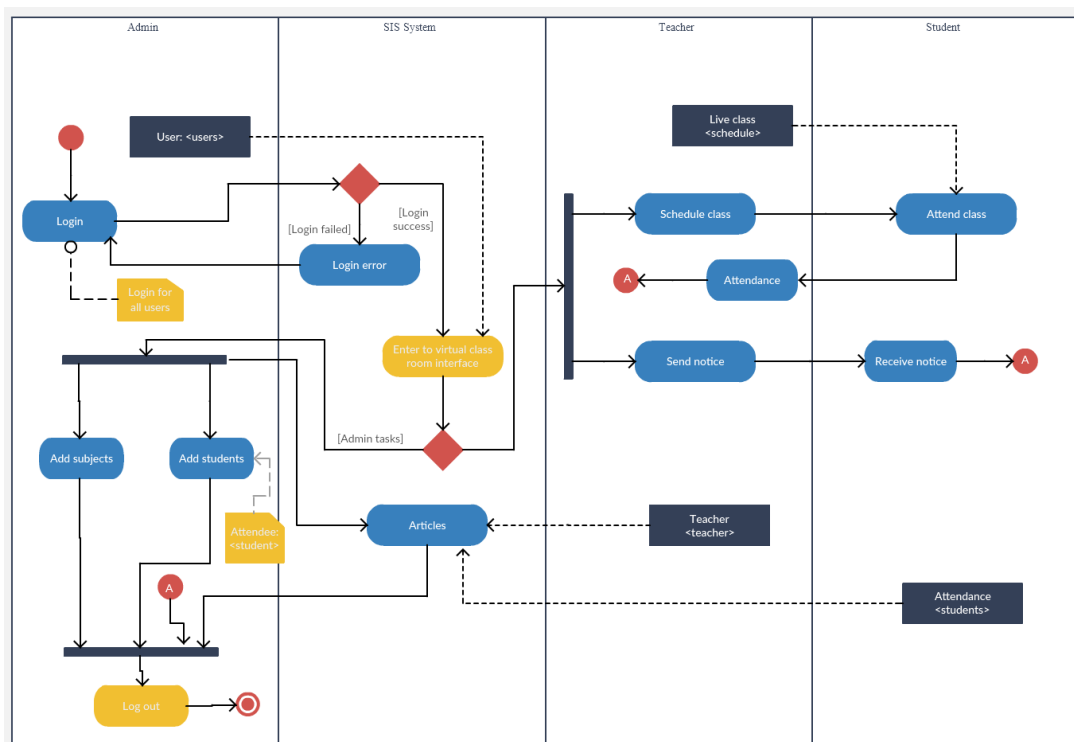 Admin
SIS System
Teacher
Student
User: <users>
Live class
<schedule>
Login
[Login failed]
[Login
success]
Schedule class
Attend class
Login error
A
Attendance
Login for
all users
Enter to virtual class
room interface
Send notice
Receive notice
A
[Admin tasks]
Add subjects
Add students
Attendee:
<student>
Articles
Teacher
<teacher>
A
Attendance
<students>
Log out